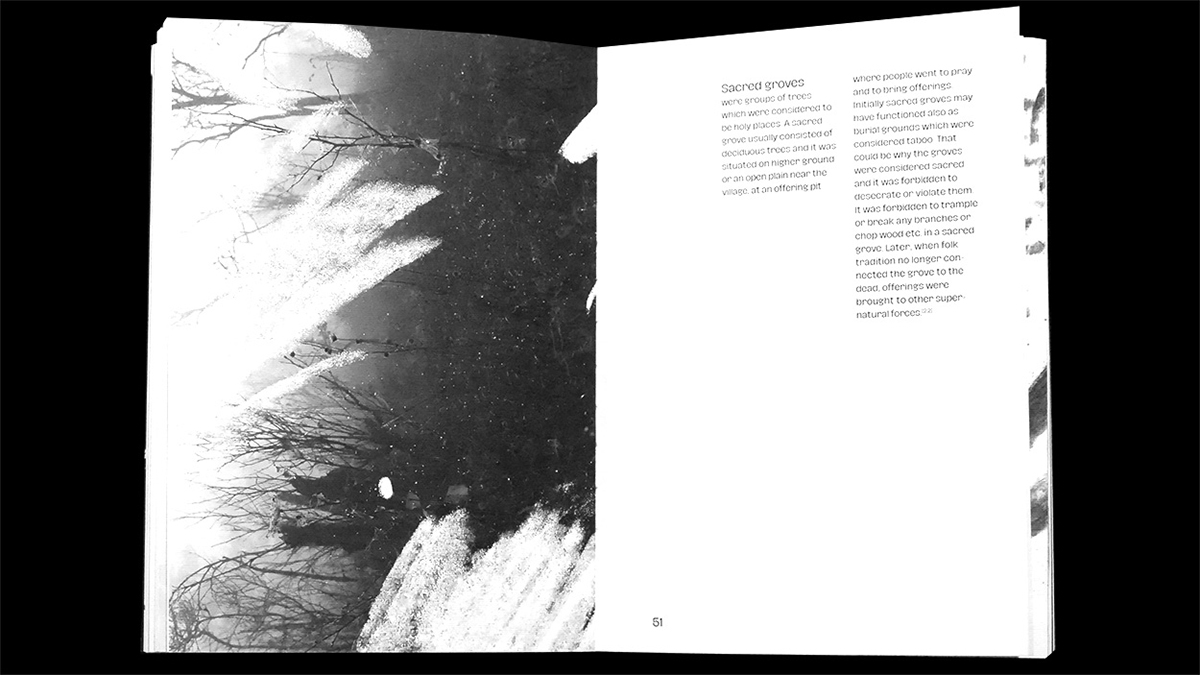 Sacred groves
were groups of trees
which were considered to
be holy places. A sacred
grove usually consisted of
deciduous trees and it was
situated on higher ground
or an open plain near the
village, at an offering pit
where people went to pray
and to bring offerings.
Initially sacred groves may
have functioned also as
burial grounds which were
considered taboo. That
could be why the groves
were considered sacred
and it was forbidden to
desecrate or violate them.
It was forbidden to trample
or break any branches or
chop wood etc. in a sacred
grove. Later, when folk
tradition no longer con-
nected the grove to the
dead, offerings were
brought to other super-
natural forces.
51